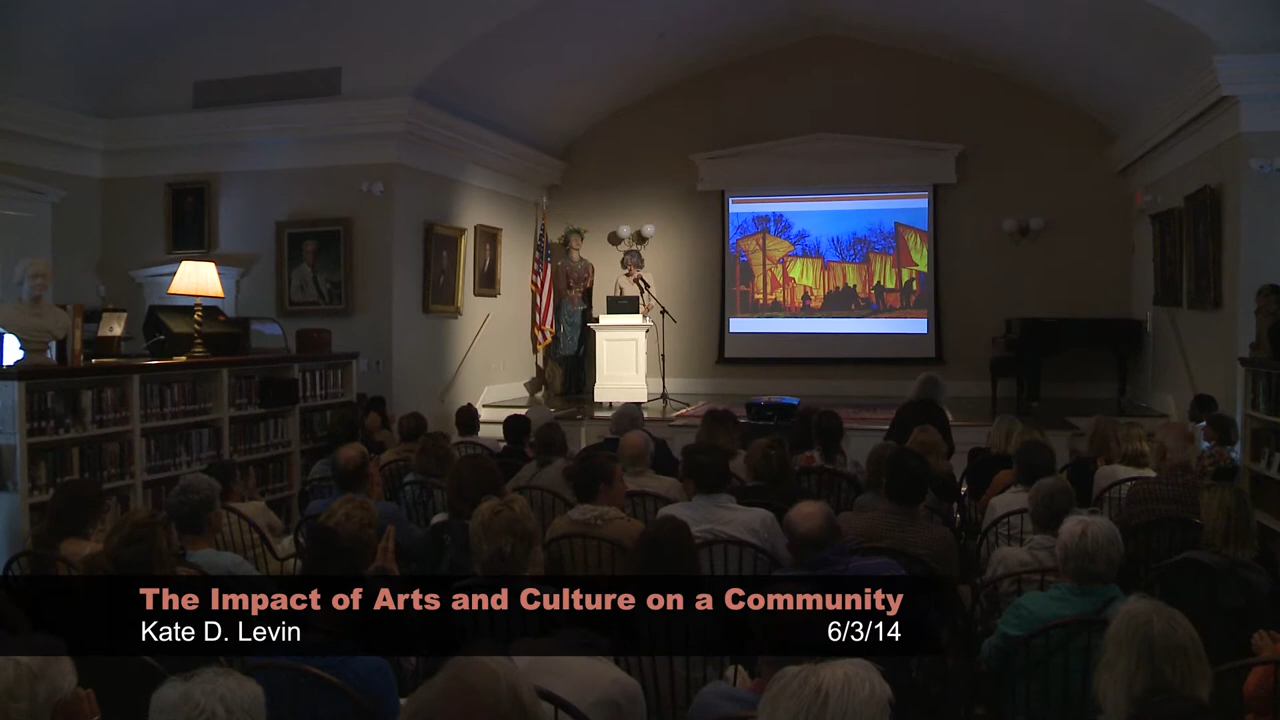 The Impact of Arts and Culture on a Community
Kate D. Levin
6/3/14